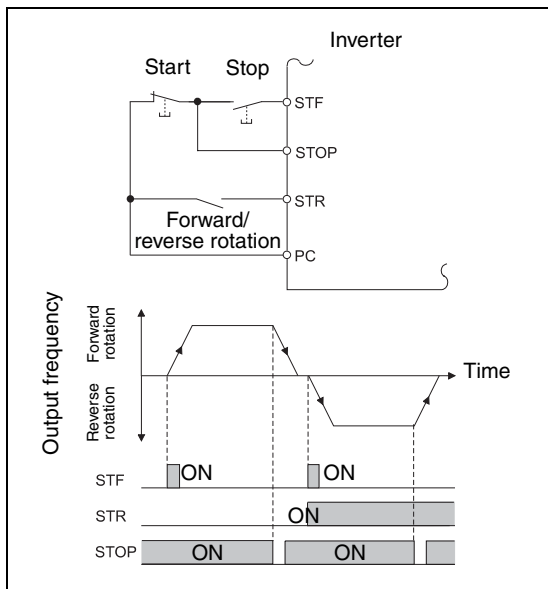 Inverter
Start
Stop
STF
STOP
STR
Forward/
reverse rotation
PC
Output frequency
Forward
rotation
Reverse
rotation
Time
STF
ON
ON
STR
ON
STOP
ON
ON